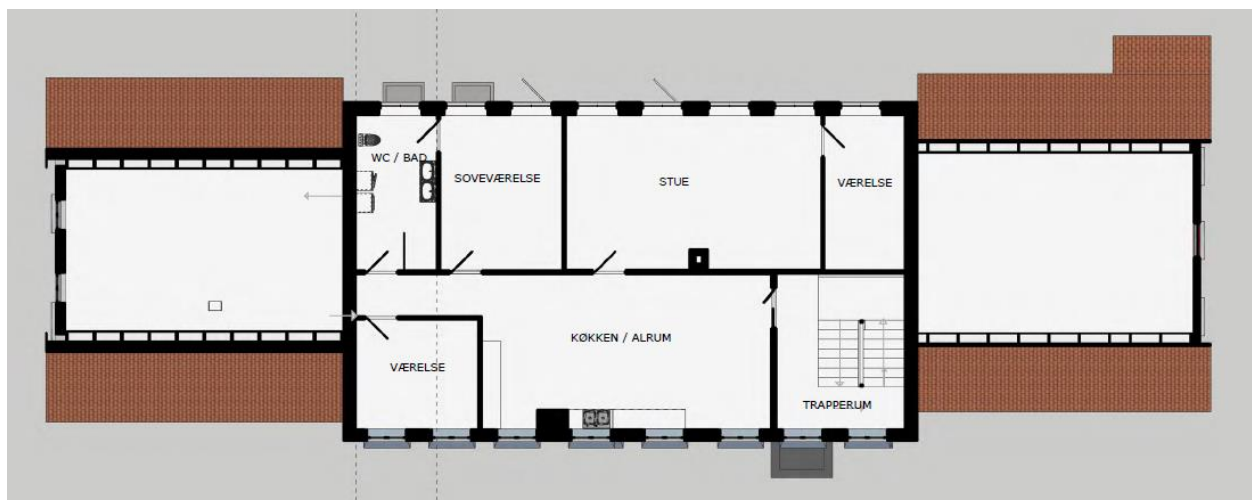 WC / BAD
SOVEVÆRELSE
STUE
VÆRELSE
KØKKEN / ALRUM
VÆRELSE
TRAPPERUM